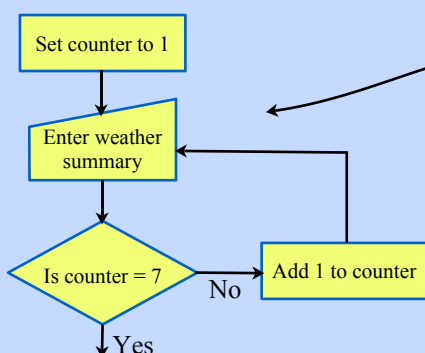 Set counter to 1
Enter weather
summary
Is counter = 7
No
Add 1 to counter
Yes